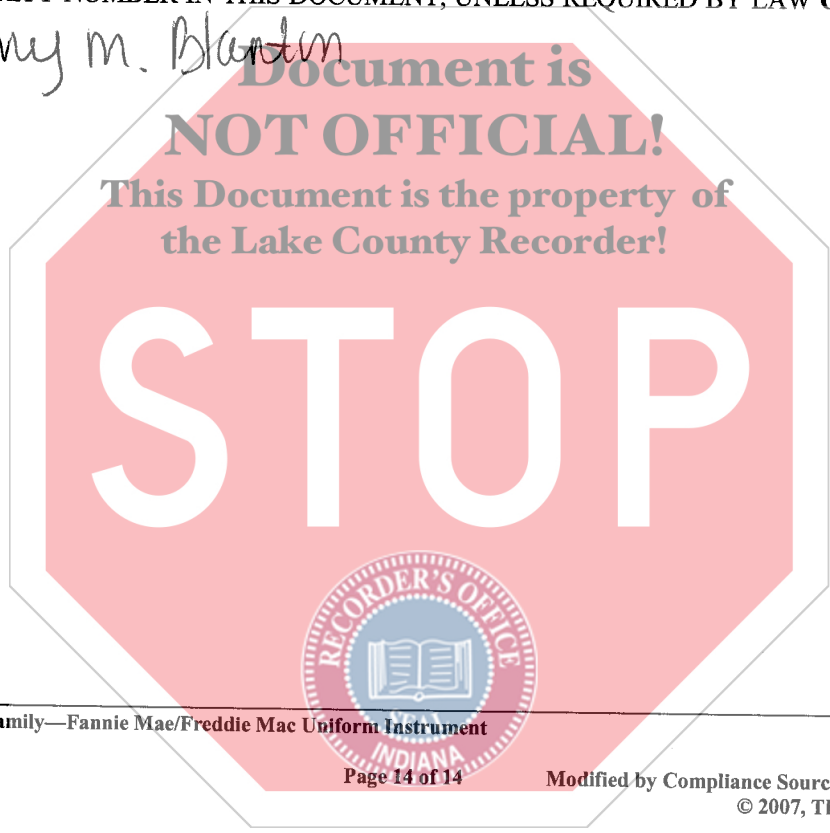 NUMBER IN THIS DOCUMENT, UNLESS REQUIRED BY LAW
M. Blanton
Document is
NOT OFFICIAL!
This Document is the property of
the Lake County Recorder!
STOP
RECORDER'S OFFICE
SEAL
INDIANA
amily—Fannie Mae/Freddie Mac Uniform Instrument
Page 14 of 14
Modified by Compliance Sourc
© 2007, Th